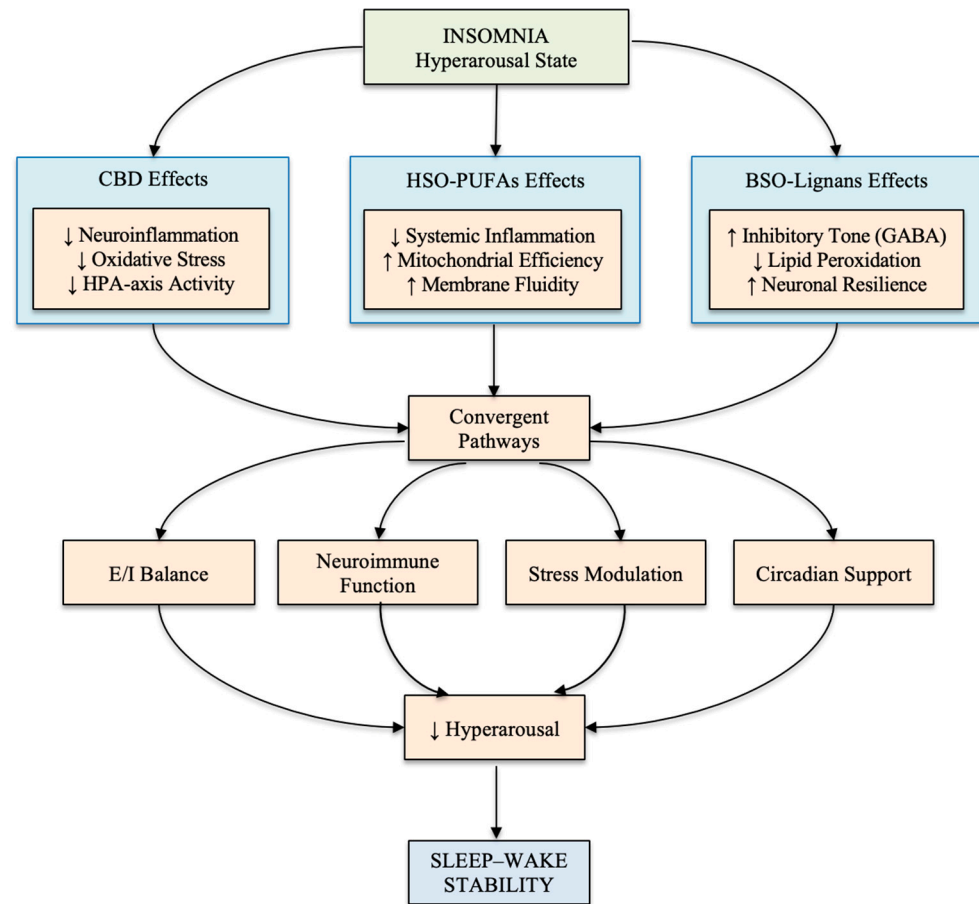 INSOMNIA
Hyperarousal State
CBD Effects
↓ Neuroinflammation
↓ Oxidative Stress
↓ HPA-axis Activity
HSO-PUFAs Effects
↓ Systemic Inflammation
↑ Mitochondrial Efficiency
↑ Membrane Fluidity
BSO-Lignans Effects
↑ Inhibitory Tone (GABA)
↓ Lipid Peroxidation
↑ Neuronal Resilience
Convergent
Pathways
E/I Balance
Neuroimmune
Function
Stress Modulation
Circadian Support
↓ Hyperarousal
SLEEP–WAKE
STABILITY